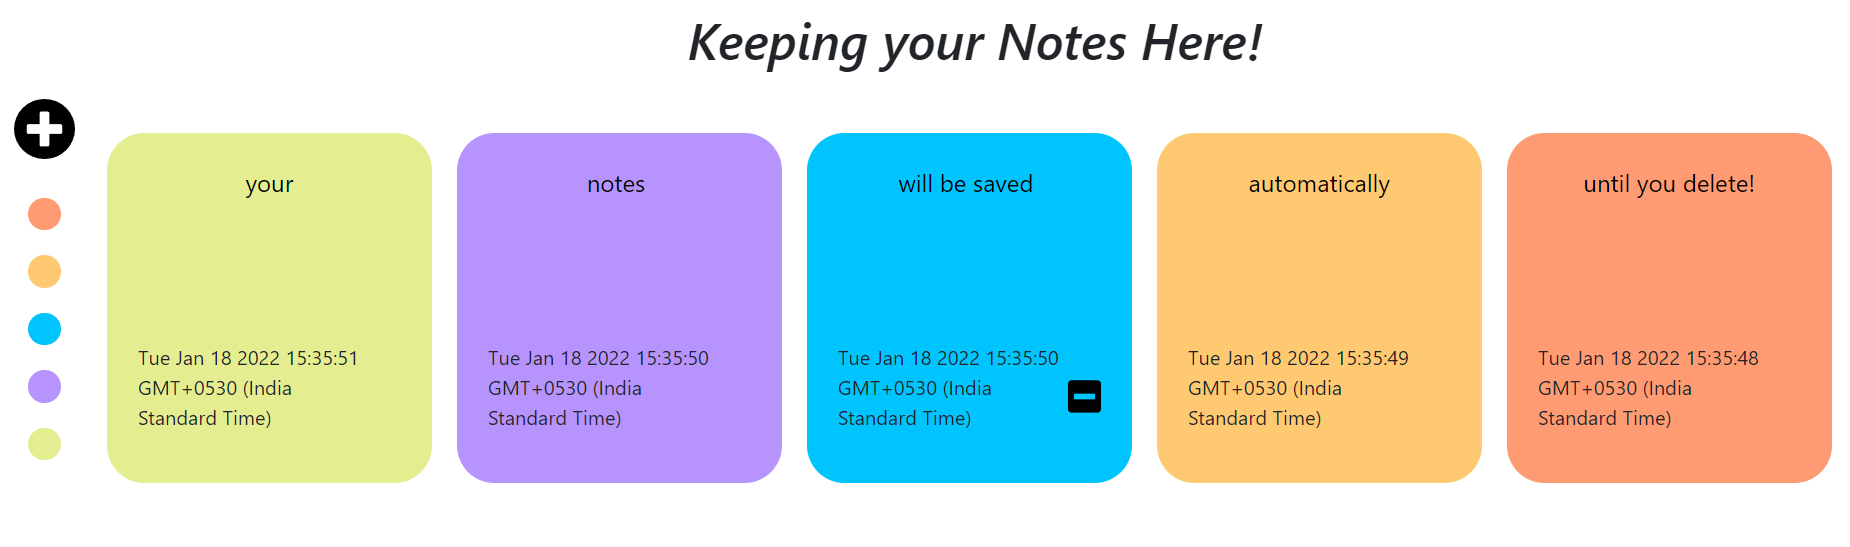 Keeping your Notes Here!
your
Tue Jan 18 2022 15:35:51
GMT+0530 (India
Standard Time)
notes
Tue Jan 18 2022 15:35:50
GMT+0530 (India
Standard Time)
will be saved
Tue Jan 18 2022 15:35:50
GMT+0530 (India
Standard Time)
automatically
Tue Jan 18 2022 15:35:49
GMT+0530 (India
Standard Time)
until you delete!
Tue Jan 18 2022 15:35:48
GMT+0530 (India
Standard Time)